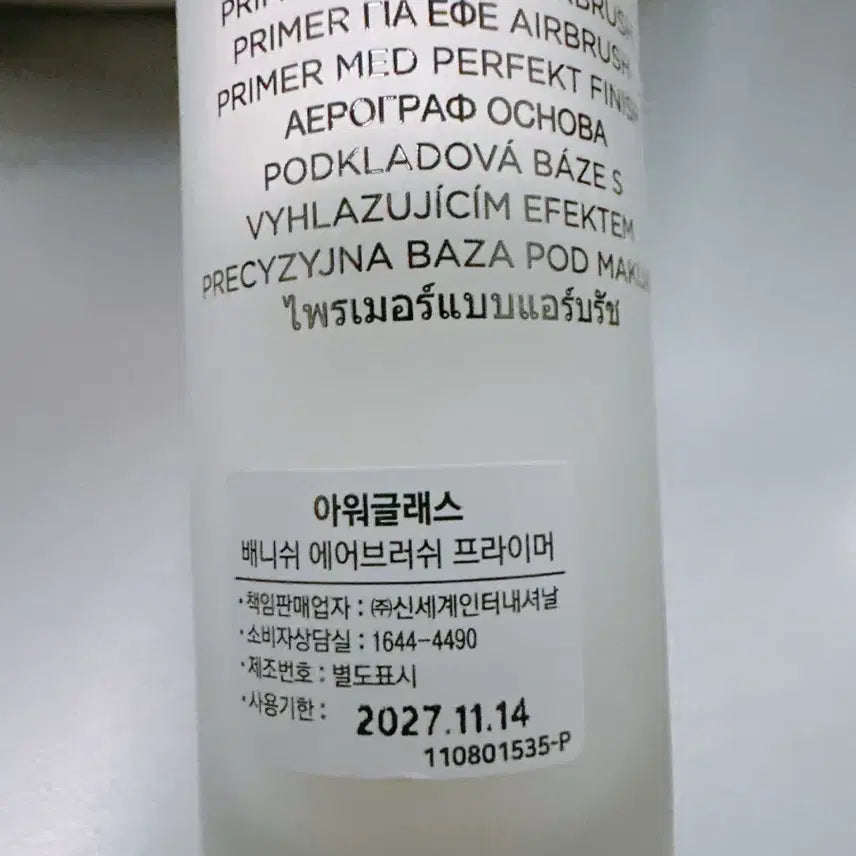 PRIMER ΓΙΑ ΕΦΕ AIRBRUSH
PRIMER MED PERFEKT FINISH
АЕРОГРАФ ОСНОВА
PODKLADOVÁ BÁZE S
VYHLAZUJÍCÍM EFEKTEM
PRECYZYJNA BAZA POD
ไพรเมอร์แบบแอร์บรัช
아워글래스
배니쉬 에어브러쉬 프라이머
·책임판매업자 : ㈜신세계인터내셔날
·소비자상담실 : 1644-4490
·제조번호 : 별도표시
·사용기한 : 2027.11.14
110801535-P